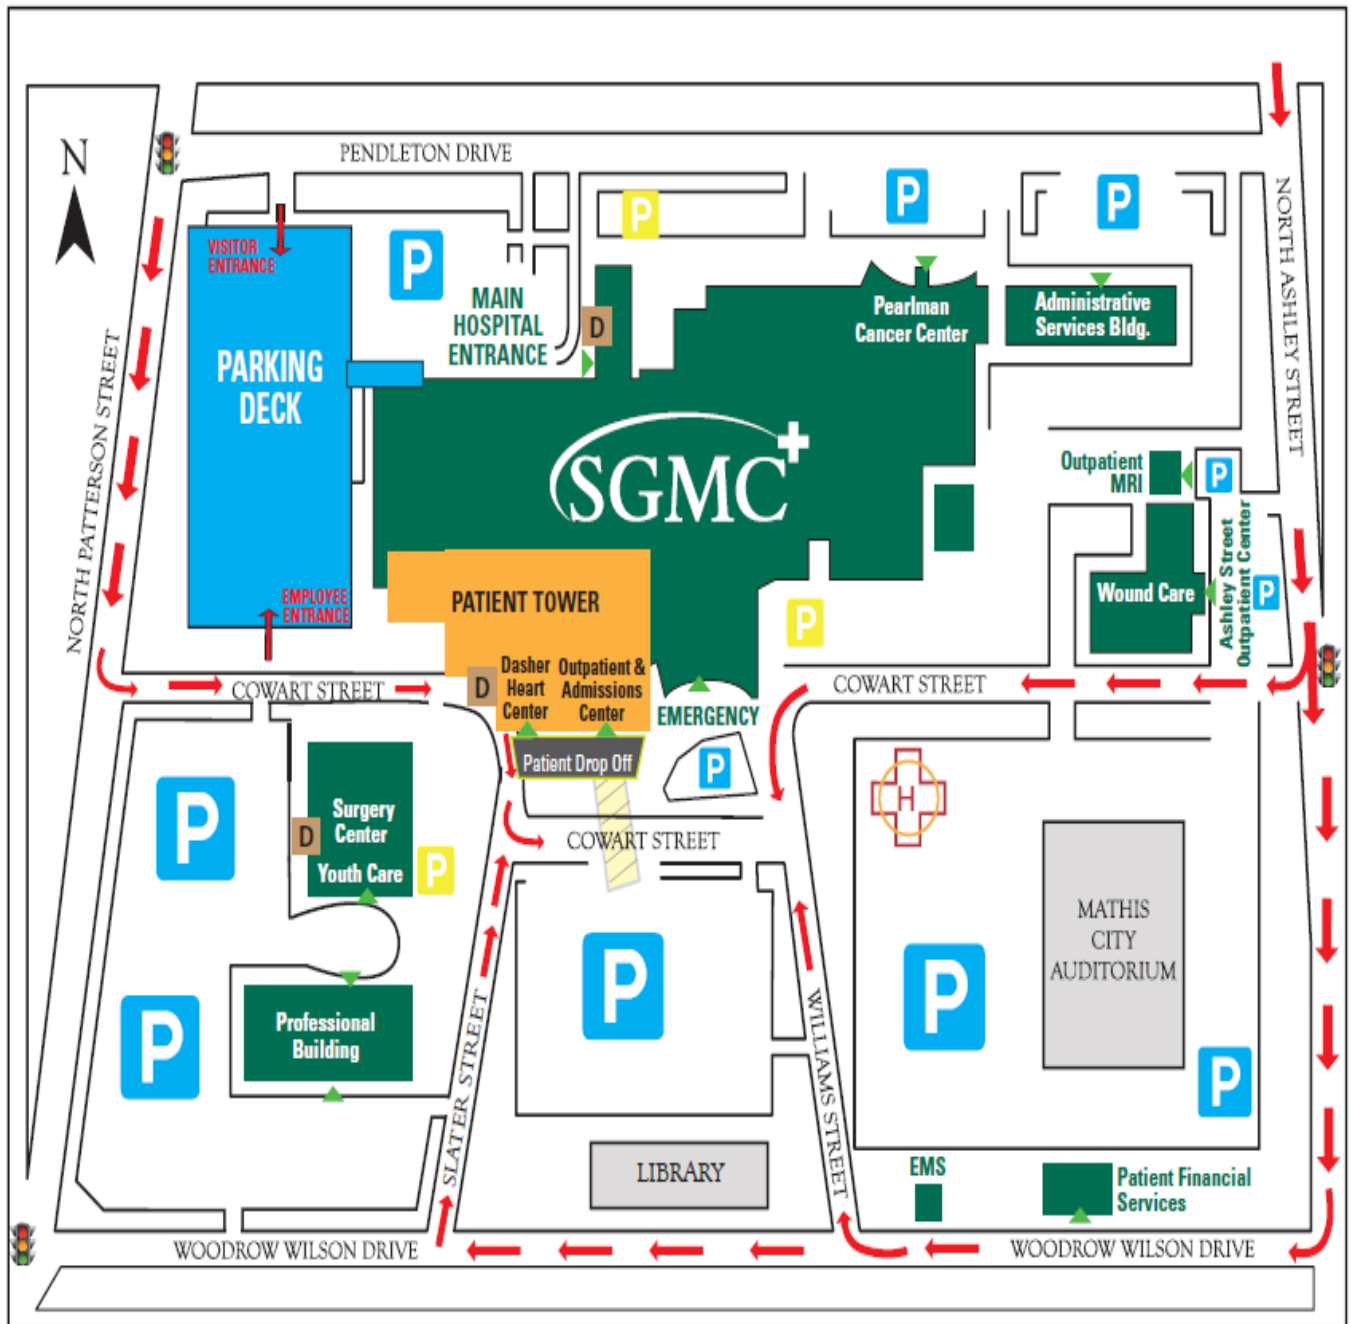 N
PENDLETON DRIVE
P
P
P
NORTH ASHLEY STREET
VISITOR
ENTRANCE
P
MAIN
HOSPITAL
ENTRANCE
D
Pearlman
Cancer Center
Administrative
Services Bldg.
PARKING
DECK
NORTH PATTERSON STREET
SGMC
Outpatient
MRI
P
Ashley Street
Outpatient Center
P
Wound Care
EMPLOYEE
ENTRANCE
PATIENT TOWER
P
COWART STREET
D
Dasher
Heart
Center
Outpatient &
Admissions
Center
EMERGENCY
COWART STREET
Patient Drop Off
P
P
Surgery
Center
D
Youth Care
P
COWART STREET
H
MATHIS
CITY
AUDITORIUM
P
P
P
P
Professional
Building
SLATER STREET
WILLIAMS STREET
LIBRARY
EMS
Patient Financial
Services
WOODROW WILSON DRIVE
WOODROW WILSON DRIVE